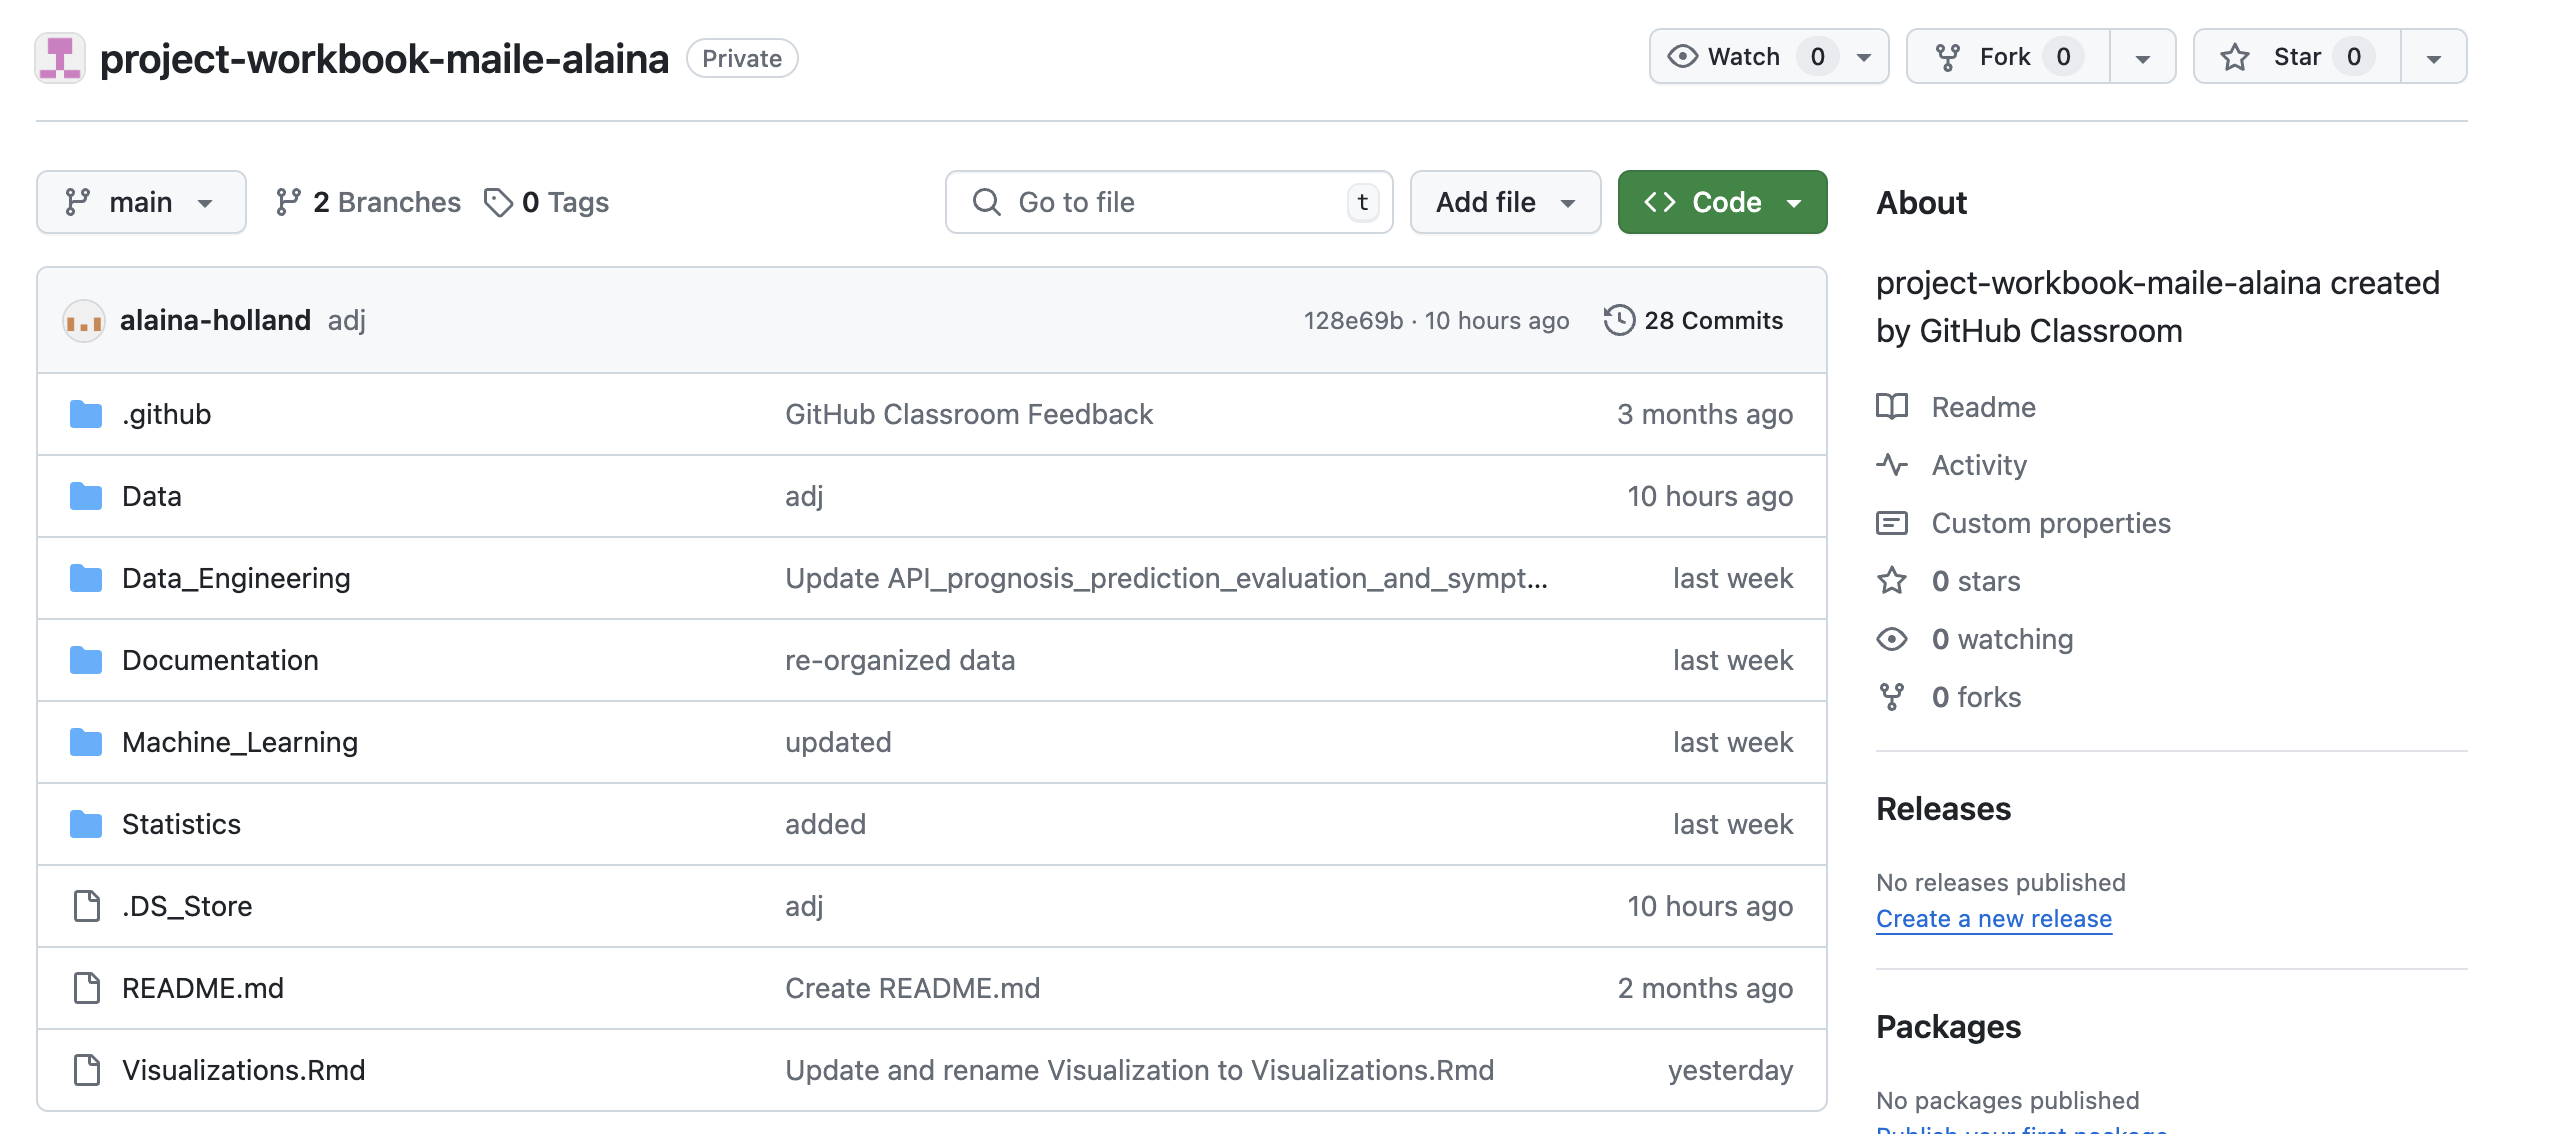 project-workbook-maile-alaina Private
Watch 0 Fork 0 Star 0
main 2 Branches 0 Tags Go to file t Add file Code
alaina-holland adj 128e69b · 10 hours ago 28 Commits
.github GitHub Classroom Feedback 3 months ago
Data adj 10 hours ago
Data_Engineering Update API_prognosis_prediction_evaluation_and_sympt... last week
Documentation re-organized data last week
Machine_Learning updated last week
Statistics added last week
.DS_Store adj 10 hours ago
README.md Create README.md 2 months ago
Visualizations.Rmd Update and rename Visualization to Visualizations.Rmd yesterday
About
project-workbook-maile-alaina created
by GitHub Classroom
Readme
Activity
Custom properties
0 stars
0 watching
0 forks
Releases
No releases published
Create a new release
Packages
No packages published
Publish your first package